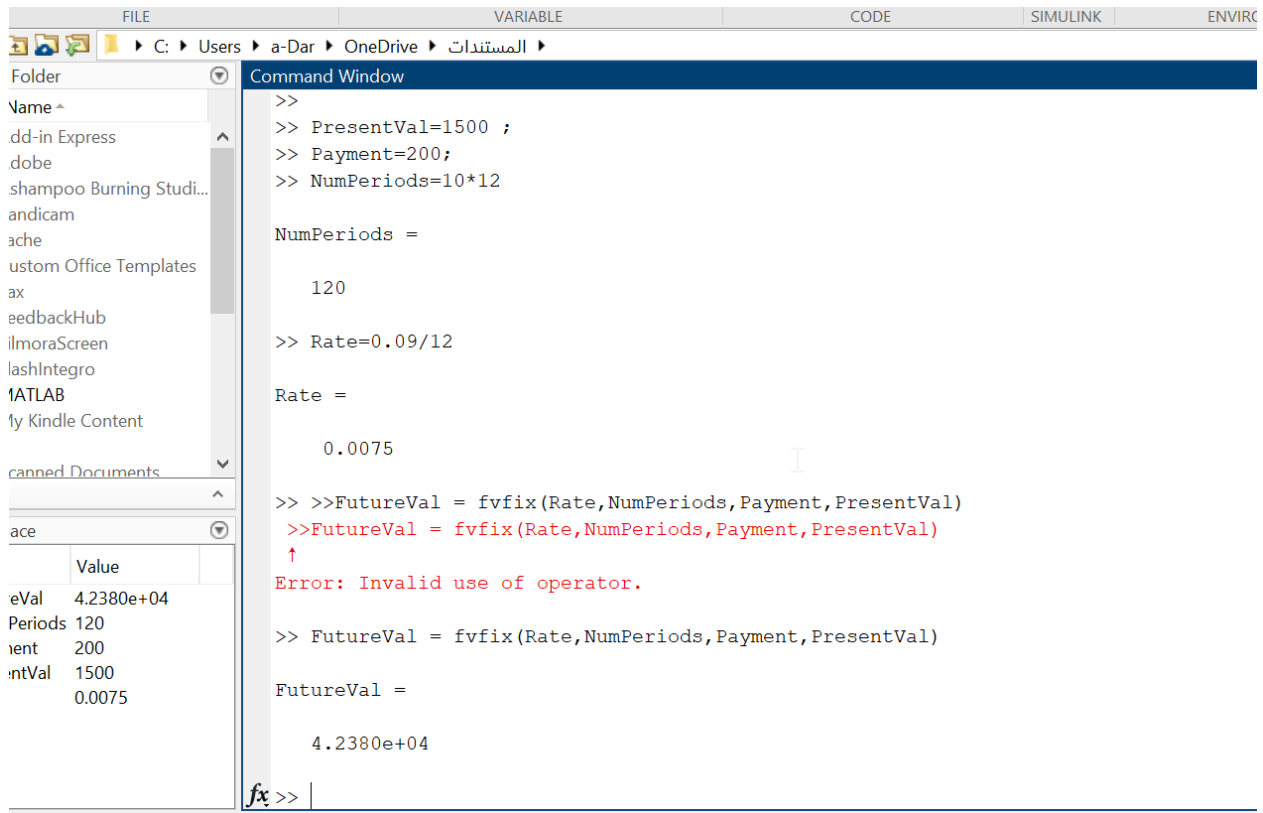 FILE VARIABLE CODE SIMULINK ENVIRO
C: Users a-Dar OneDrive المستندات
Folder
Command Window
Name
dd-in Express
dobe
shampoo Burning Studi...
andicam
ache
ustom Office Templates
ax
eedbackHub
ilmoraScreen
lashIntegro
MATLAB
My Kindle Content
canned Documents
ace
Value
eVal 4.2380e+04
Periods 120
nent 200
entVal 1500
0.0075
>>
>> PresentVal=1500 ;
>> Payment=200;
>> NumPeriods=10*12
NumPeriods =
120
>> Rate=0.09/12
Rate =
0.0075
>> >>FutureVal = fvfix(Rate,NumPeriods,Payment,PresentVal)
>>FutureVal = fvfix(Rate,NumPeriods,Payment,PresentVal)
↑
Error: Invalid use of operator.
>> FutureVal = fvfix(Rate,NumPeriods,Payment,PresentVal)
FutureVal =
4.2380e+04
fx >>